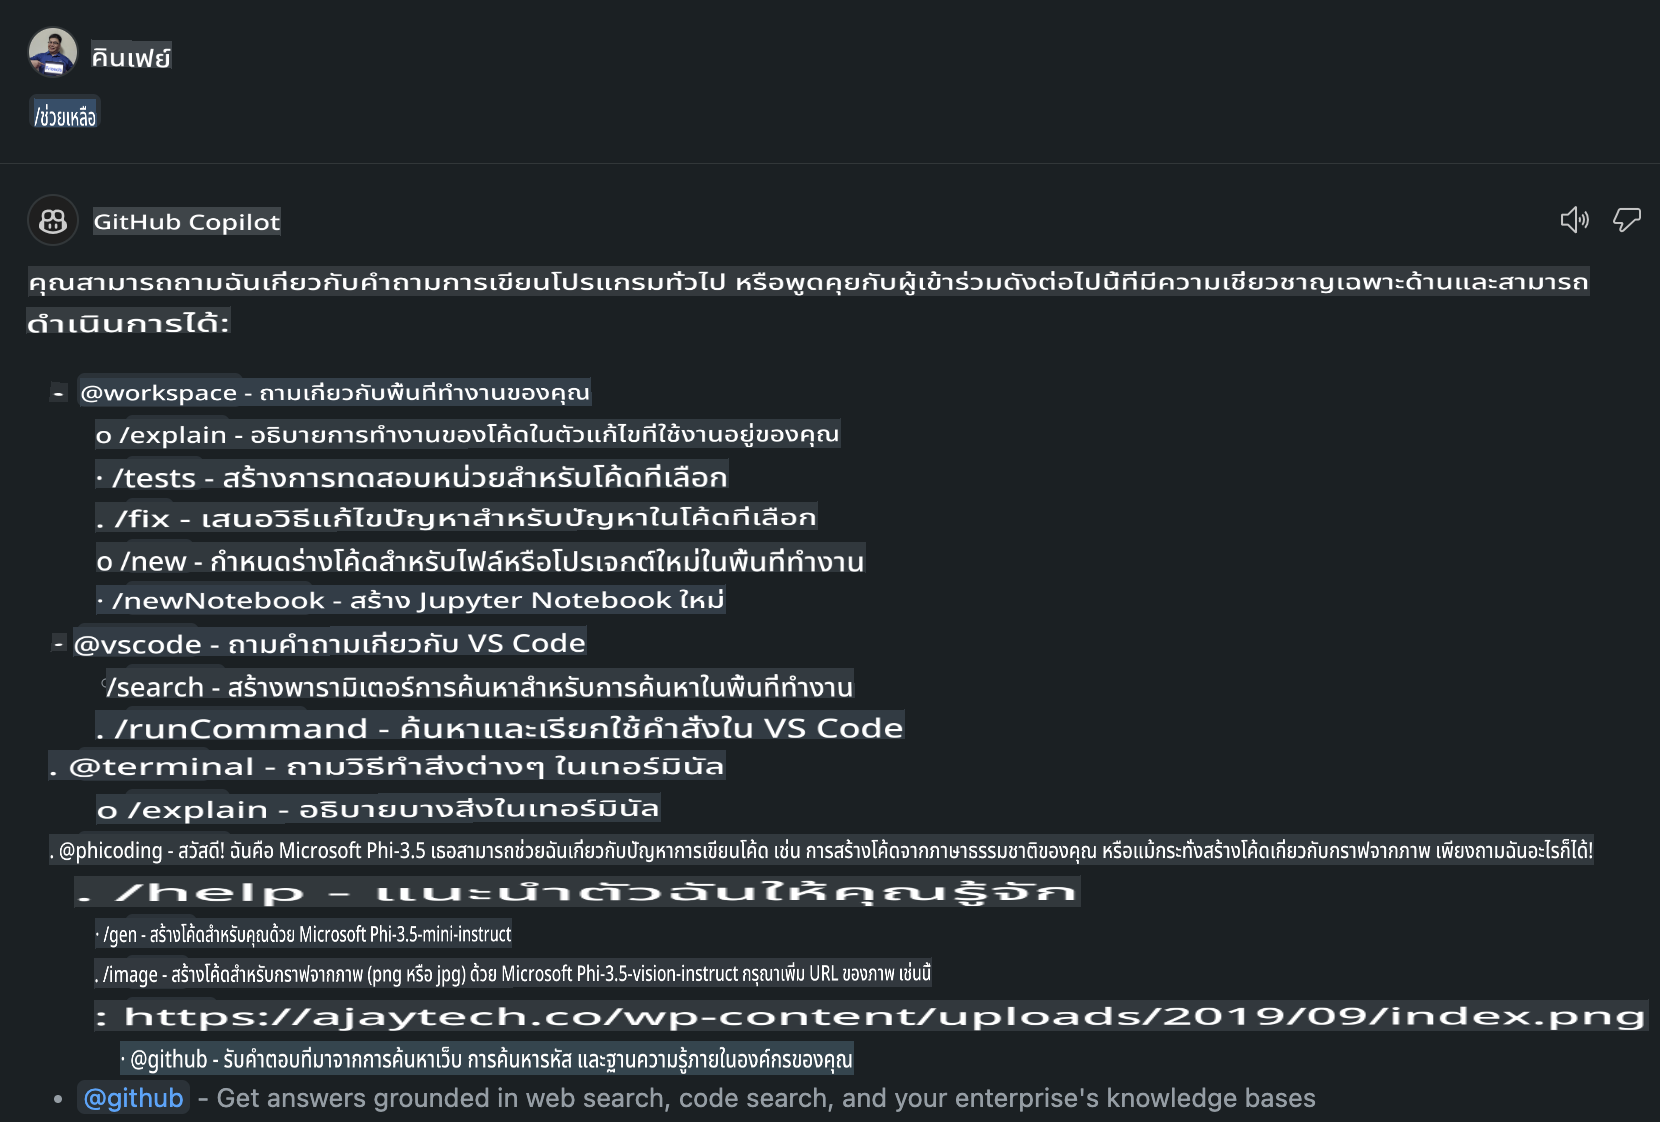 คินเฟย์
/ช่วยเหลือ
GitHub Copilot
คุณสามารถถามฉันเกี่ยวกับคำถามการเขียนโปรแกรมทั่วไป หรือพูดคุยกับผู้เข้าร่วมดังต่อไปนี้ที่มีความเชี่ยวชาญเฉพาะด้านและสามารถ
ดำเนินการได้:
- @workspace - ถามเกี่ยวกับพื้นที่ทำงานของคุณ
o /explain - อธิบายการทำงานของโค้ดในตัวแก้ไขที่ใช้งานอยู่ของคุณ
· /tests - สร้างการทดสอบหน่วยสำหรับโค้ดที่เลือก
. /fix - เสนอวิธีแก้ไขปัญหาสำหรับปัญหาในโค้ดที่เลือก
o /new - กำหนดร่างโค้ดสำหรับไฟล์หรือโปรเจกต์ใหม่ในพื้นที่ทำงาน
· /newNotebook - สร้าง Jupyter Notebook ใหม่
- @vscode - ถามคำถามเกี่ยวกับ VS Code
/search - สร้างพารามิเตอร์การค้นหาสำหรับการค้นหาในพื้นที่ทำงาน
. /runCommand - ค้นหาและเรียกใช้คำสั่งใน VS Code
. @terminal - ถามวิธีทำสิ่งต่างๆ ในเทอร์มินัล
o /explain - อธิบายบางสิ่งในเทอร์มินัล
. @phicoding - สวัสดี! ฉันคือ Microsoft Phi-3.5 เธอสามารถช่วยฉันเกี่ยวกับปัญหาการเขียนโค้ด เช่น การสร้างโค้ดจากภาษาธรรมชาติของคุณ หรือแม้กระทั่งสร้างโค้ดเกี่ยวกับกราฟจากภาพ เพียงถามฉันอะไรก็ได้!
. /help - แนะนำตัวฉันให้คุณรู้จัก
· /gen - สร้างโค้ดสำหรับคุณด้วย Microsoft Phi-3.5-mini-instruct
. /image - สร้างโค้ดสำหรับกราฟจากภาพ (png หรือ jpg) ด้วย Microsoft Phi-3.5-vision-instruct กรุณาเพิ่ม URL ของภาพ เช่นนี้
: https://ajaytech.co/wp-content/uploads/2019/09/index.png
· @github - รับคำตอบที่มาจากการค้นหาเว็บ การค้นหารหัส และฐานความรู้ภายในองค์กรของคุณ
• @github - Get answers grounded in web search, code search, and your enterprise's knowledge bases